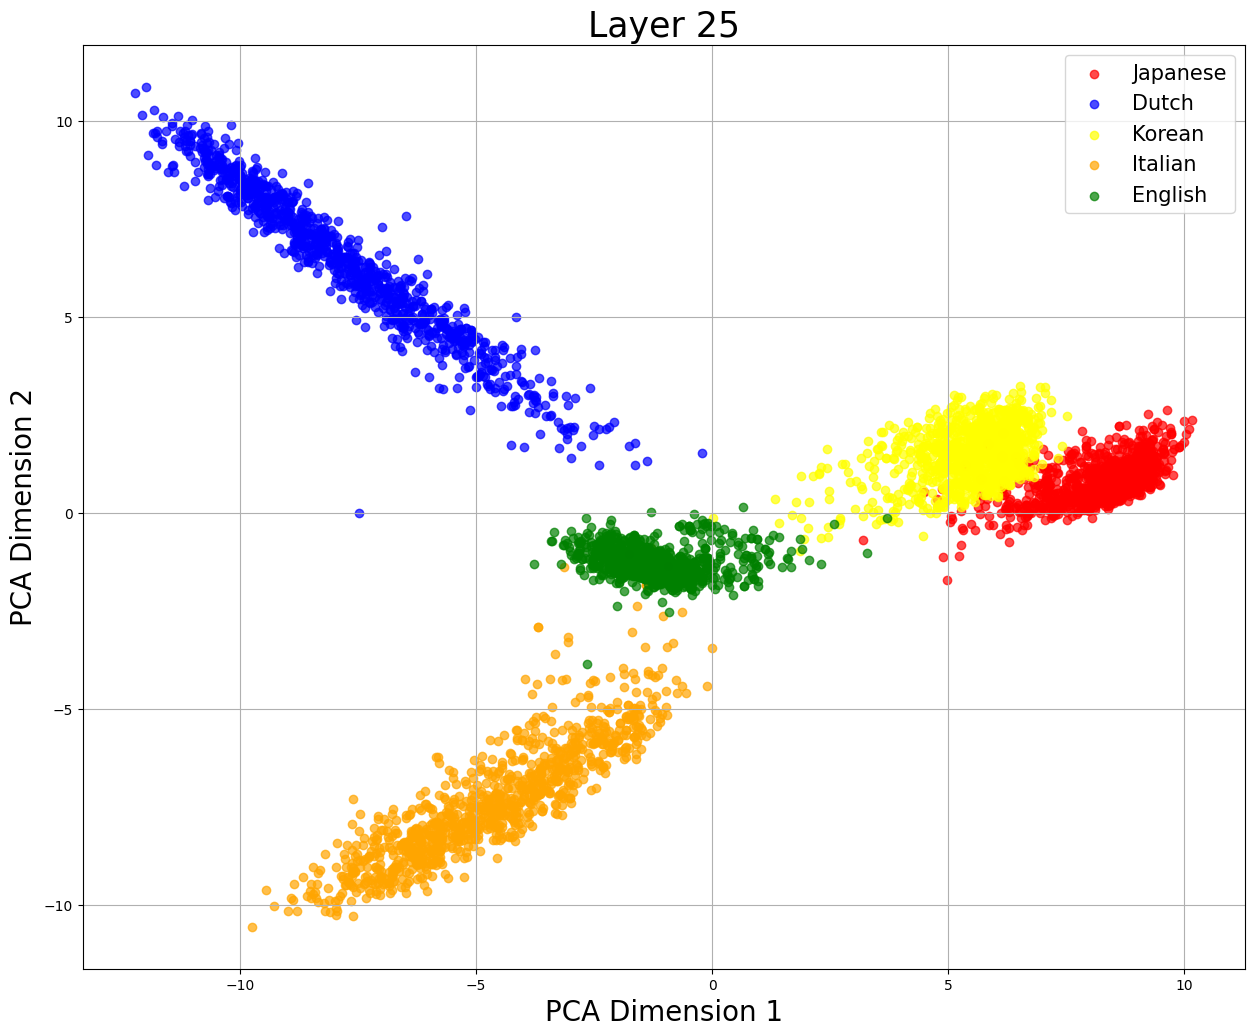 Layer 25
Japanese
Dutch
Korean
Italian
English
10
5
0
−5
−10
PCA Dimension 2
−10
−5
0
5
10
PCA Dimension 1